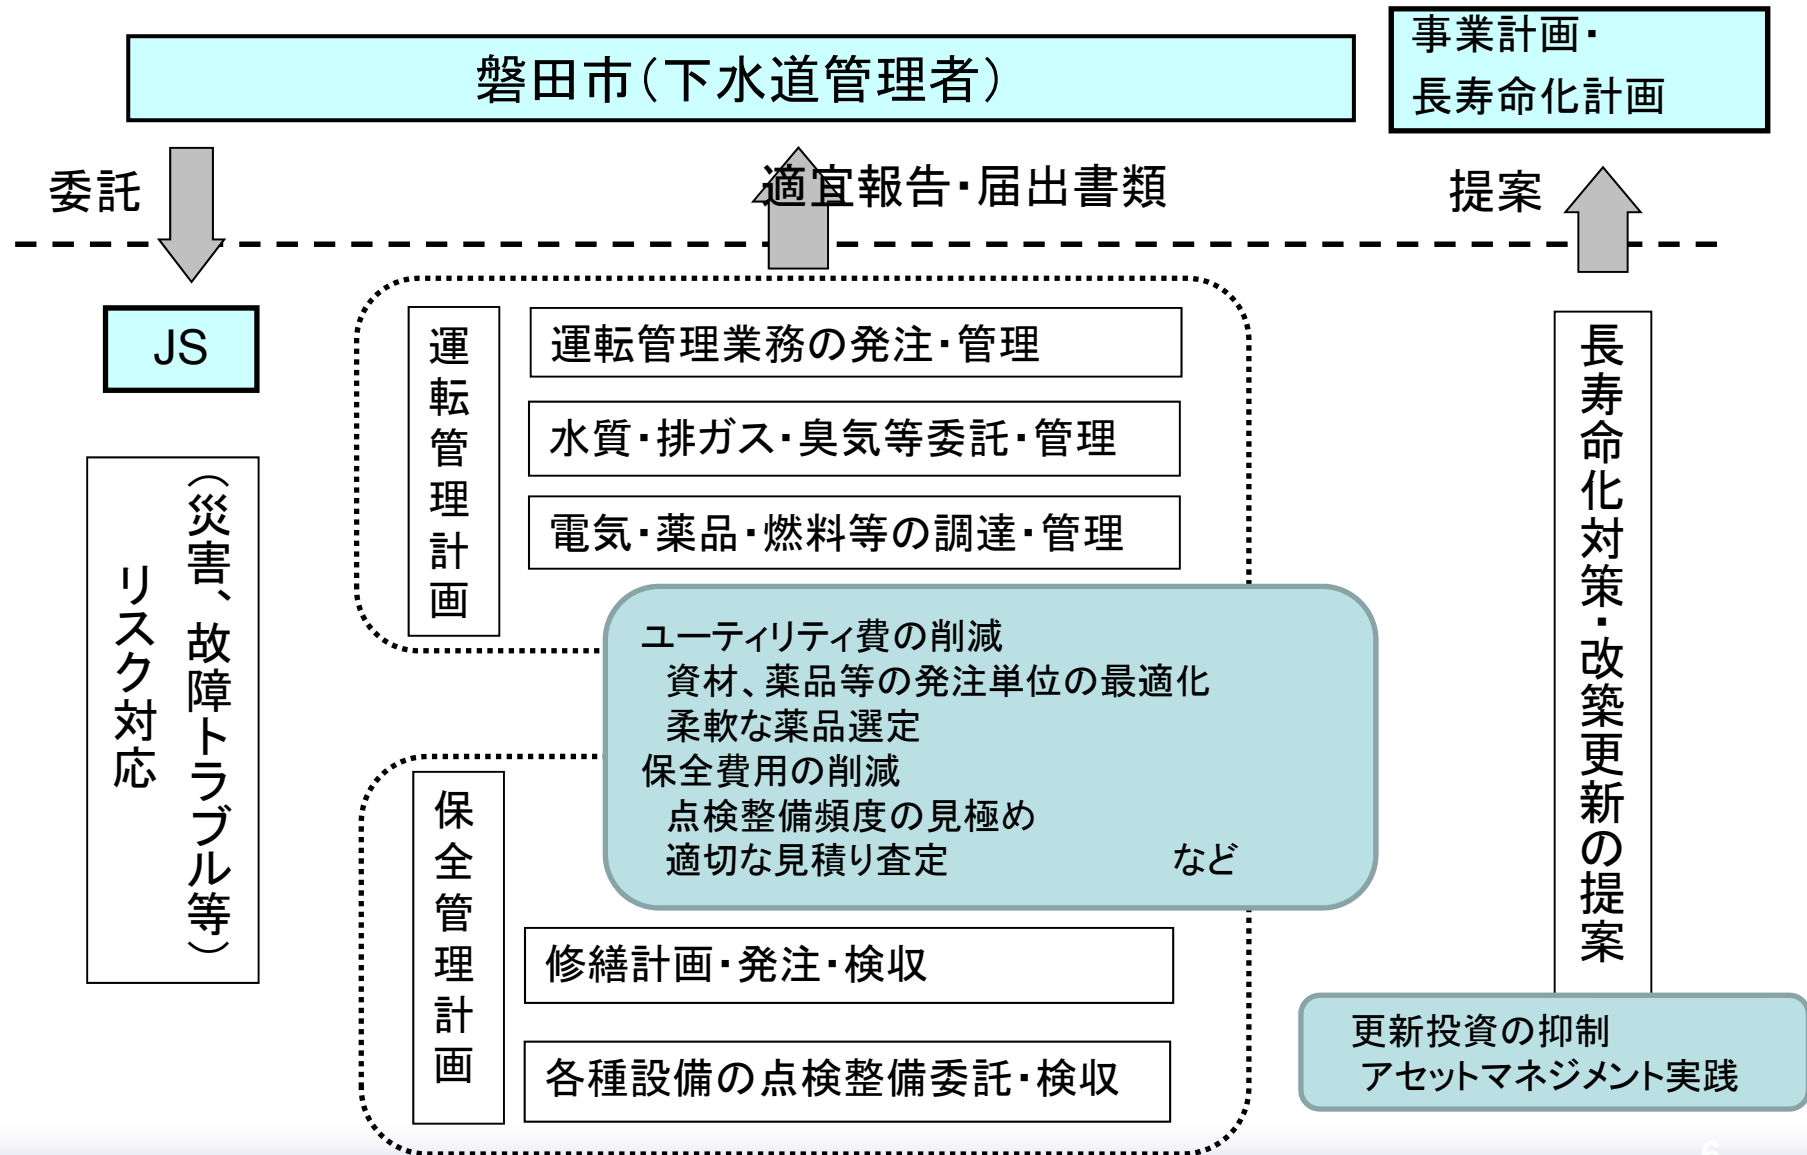 磐田市(下水道管理者)
事業計画・
長寿命化計画
委託
適宜報告・届出書類
提案
JS
(災害、故障トラブル等)
リスク対応
運転管理計画
運転管理業務の発注・管理
水質・排ガス・臭気等委託・管理
電気・薬品・燃料等の調達・管理
ユーティリティ費の削減
資材、薬品等の発注単位の最適化
柔軟な薬品選定
保全費用の削減
点検整備頻度の見極め
適切な見積り査定 など
保全管理計画
修繕計画・発注・検収
各種設備の点検整備委託・検収
長寿命化対策・改築更新の提案
更新投資の抑制
アセットマネジメント実践
6